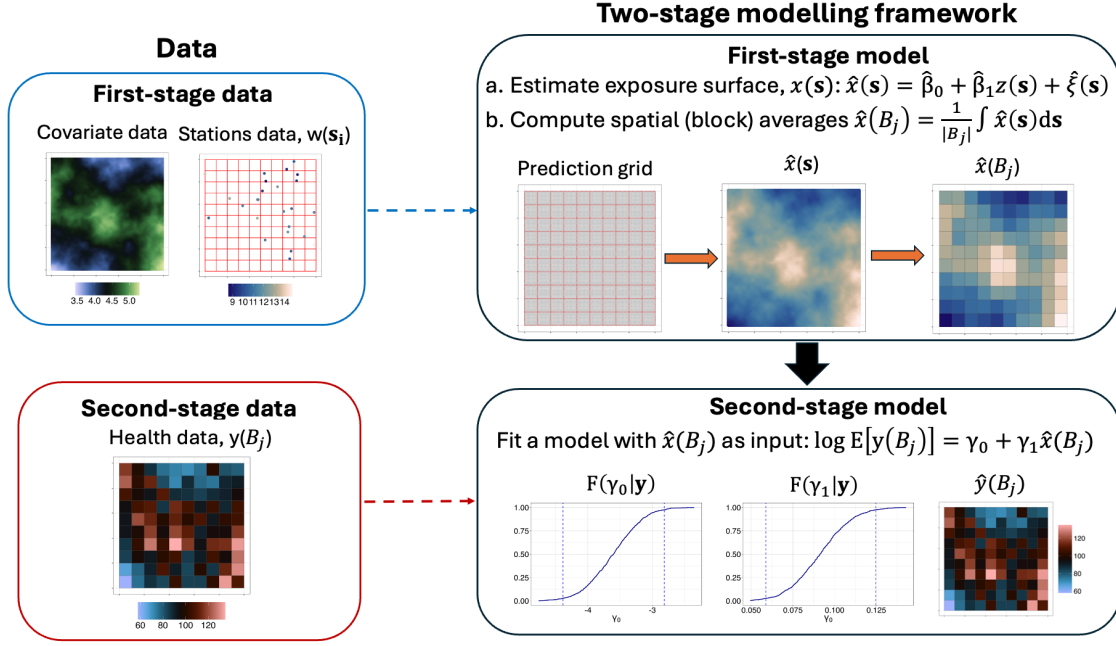 Data
First-stage data
Covariate data
Stations data, w(𝐬ᵢ)
3.5 4.0 4.5 5.0
9 10 11 12 13 14
Second-stage data
Health data, y(Bⱼ)
60 80 100 120
Two-stage modelling framework
First-stage model
a. Estimate exposure surface, x(𝐬): x̂(𝐬) = β̂₀ + β̂₁z(𝐬) + ξ̂(𝐬)
b. Compute spatial (block) averages x̂(Bⱼ) = 1/|Bⱼ| ∫ x̂(𝐬)d𝐬
Prediction grid
x̂(𝐬)
x̂(Bⱼ)
Second-stage model
Fit a model with x̂(Bⱼ) as input: log E[y(Bⱼ)] = γ₀ + γ₁x̂(Bⱼ)
F(γ₀|𝐲)
1.00
0.75
0.50
0.25
0.00
-4 -3
γ₀
F(γ₁|𝐲)
1.00
0.75
0.50
0.25
0.00
0.050 0.075 0.100 0.125
γ₀
ŷ(Bⱼ)
120
100
80
60